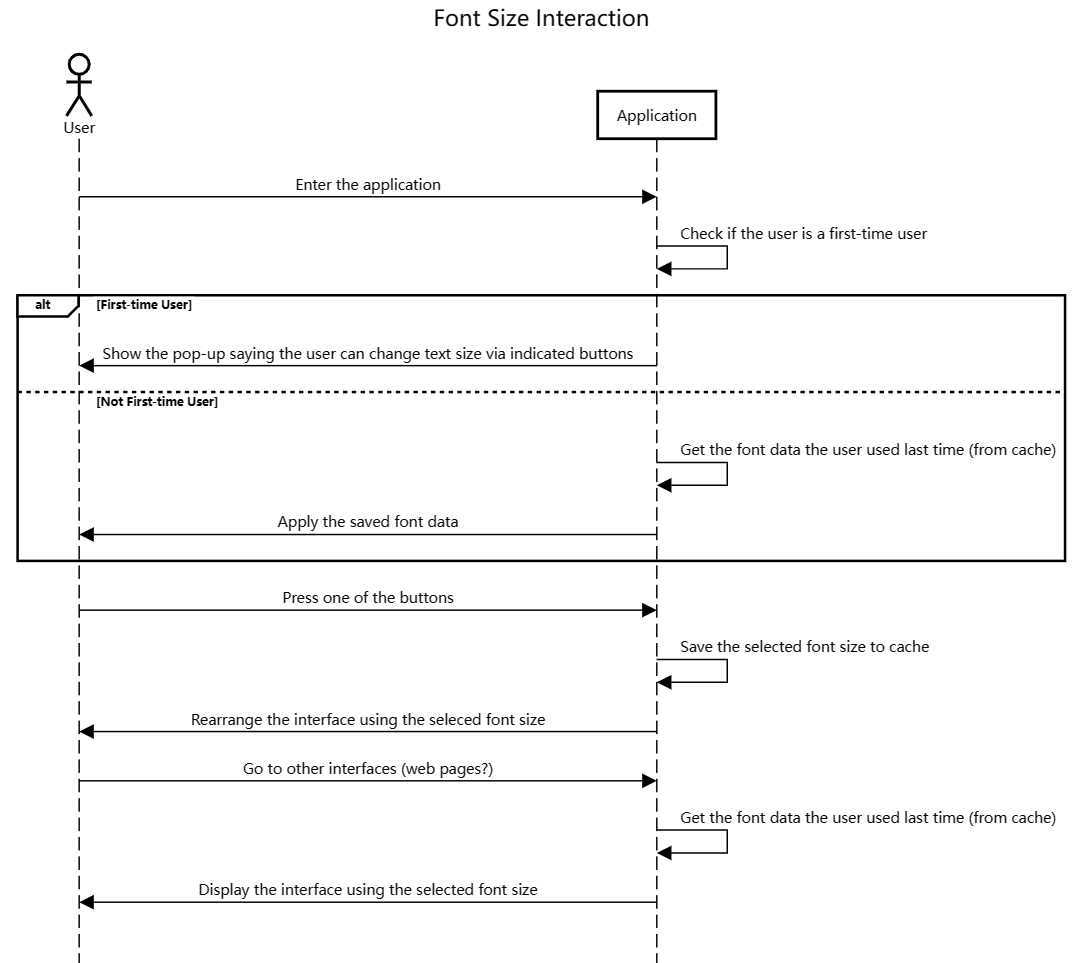 Font Size Interaction
User
Application
Enter the application
Check if the user is a first-time user
alt
[First-time User]
Show the pop-up saying the user can change text size via indicated buttons
[Not First-time User]
Get the font data the user used last time (from cache)
Apply the saved font data
Press one of the buttons
Save the selected font size to cache
Rearrange the interface using the seleced font size
Go to other interfaces (web pages?)
Get the font data the user used last time (from cache)
Display the interface using the selected font size